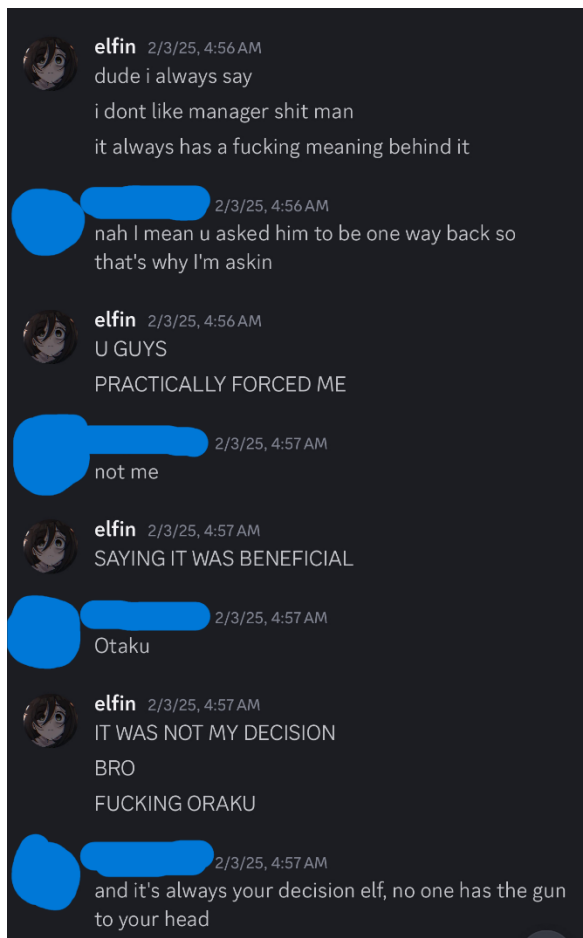 elfin 2/3/25, 4:56 AM
dude i always say
i dont like manager shit man
it always has a fucking meaning behind it
2/3/25, 4:56 AM
nah I mean u asked him to be one way back so
that's why I'm askin
elfin 2/3/25, 4:56 AM
U GUYS
PRACTICALLY FORCED ME
2/3/25, 4:57 AM
not me
elfin 2/3/25, 4:57 AM
SAYING IT WAS BENEFICIAL
2/3/25, 4:57 AM
Otaku
elfin 2/3/25, 4:57 AM
IT WAS NOT MY DECISION
BRO
FUCKING ORAKU
2/3/25, 4:57 AM
and it's always your decision elf, no one has the gun
to your head